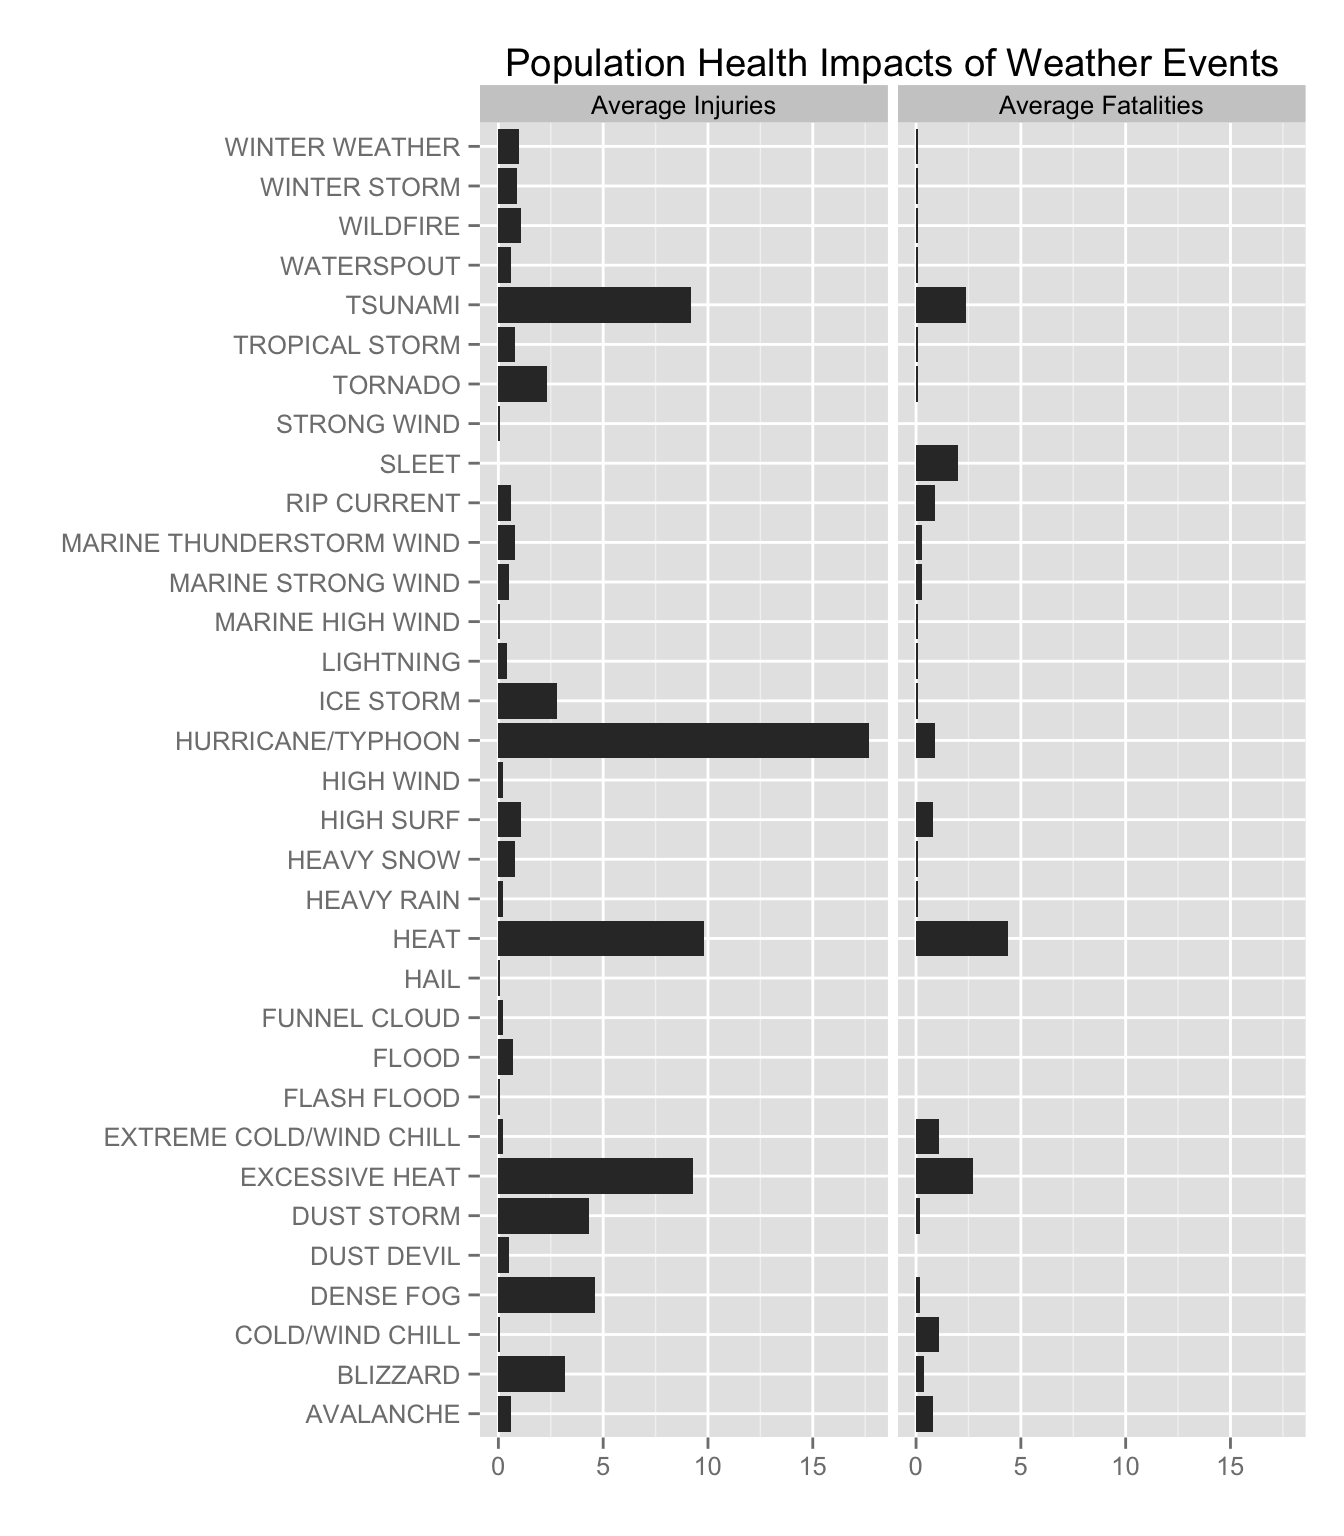 Population Health Impacts of Weather Events
Average Injuries
Average Fatalities
WINTER WEATHER
WINTER STORM
WILDFIRE
WATERSPOUT
TSUNAMI
TROPICAL STORM
TORNADO
STRONG WIND
SLEET
RIP CURRENT
MARINE THUNDERSTORM WIND
MARINE STRONG WIND
MARINE HIGH WIND
LIGHTNING
ICE STORM
HURRICANE/TYPHOON
HIGH WIND
HIGH SURF
HEAVY SNOW
HEAVY RAIN
HEAT
HAIL
FUNNEL CLOUD
FLOOD
FLASH FLOOD
EXTREME COLD/WIND CHILL
EXCESSIVE HEAT
DUST STORM
DUST DEVIL
DENSE FOG
COLD/WIND CHILL
BLIZZARD
AVALANCHE
0 5 10 15
0 5 10 15